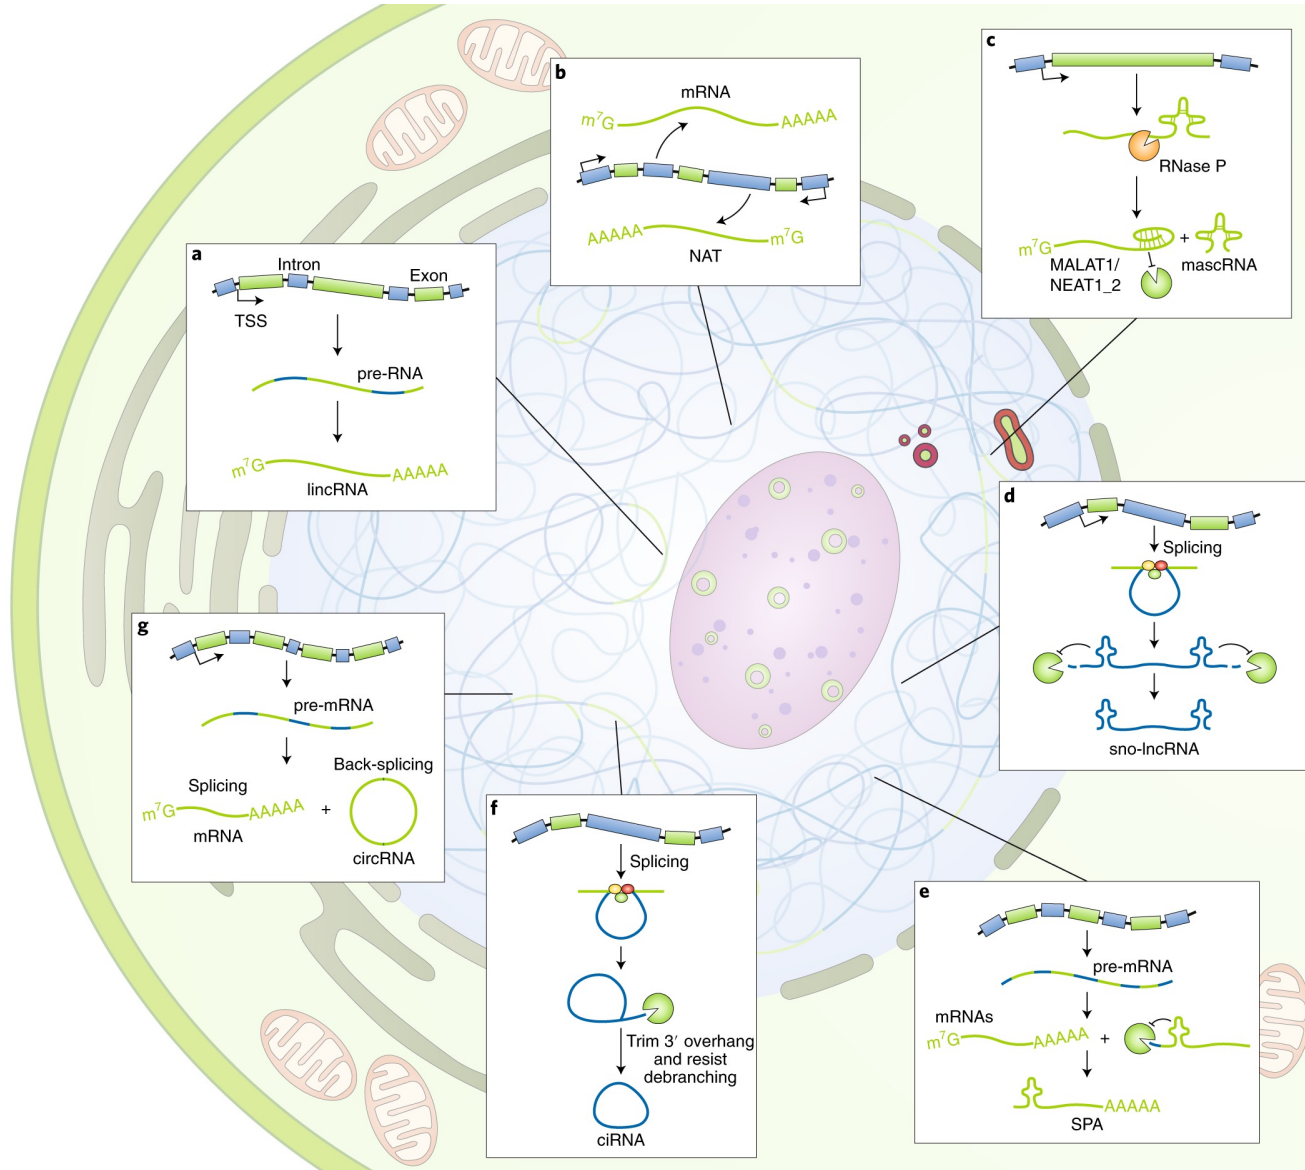 a
Intron
Exon
TSS
pre-RNA
m⁷G
AAAAA
lincRNA
b
mRNA
m⁷G
AAAAA
AAAAA
m⁷G
NAT
c
RNase P
m⁷G
+
MALAT1/
NEAT1_2
mascRNA
d
Splicing
sno-lncRNA
e
pre-mRNA
mRNAs
m⁷G
AAAAA
+
SPA
AAAAA
f
Splicing
Trim 3′ overhang
and resist
debranching
ciRNA
g
pre-mRNA
Back-splicing
Splicing
m⁷G
AAAAA
+
mRNA
circRNA